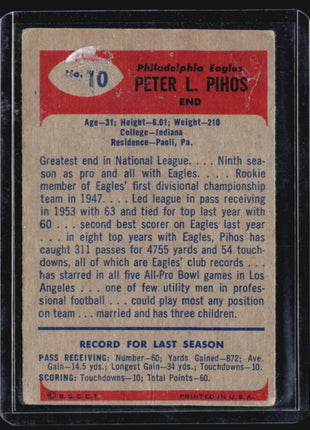 Philadelphia Eagles
No. 10
PETER L. PIHOS
END
Age—31; Height—6.01; Weight—210
College—Indiana
Residence—Paoli, Pa.
Greatest end in National League. . . . Ninth sea-
son as pro and all with Eagles. . . . Rookie
member of Eagles' first divisional championship
team in 1947. . . . Led league in pass receiving
in 1953 with 63 and tied for top last year with
60 . . . second best scorer on Eagles last year
. . . in eight top years with Eagles, Pihos has
caught 311 passes for 4755 yards and 54 touch-
downs, all of which are Eagles' club records . . .
has starred in all five All-Pro Bowl games in Los
Angeles . . . one of few utility men in profes-
sional football . . . could play most any position
on team . . . married and has three children.
RECORD FOR LAST SEASON
PASS RECEIVING: Number—60; Yards Gained—872; Ave.
Gain—14.5 yds.; Longest Gain—34 yds.; Touchdowns—10.
SCORING: Touchdowns—10; Total Points—60.
© B.G.C.C.I. PRINTED IN U.S.A.